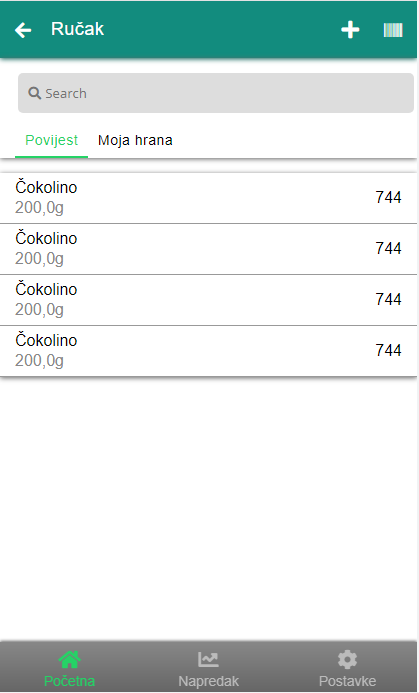 Ručak
Search
Povijest Moja hrana
Čokolino
200,0g
744
Čokolino
200,0g
744
Čokolino
200,0g
744
Čokolino
200,0g
744
Početna Napredak Postavke